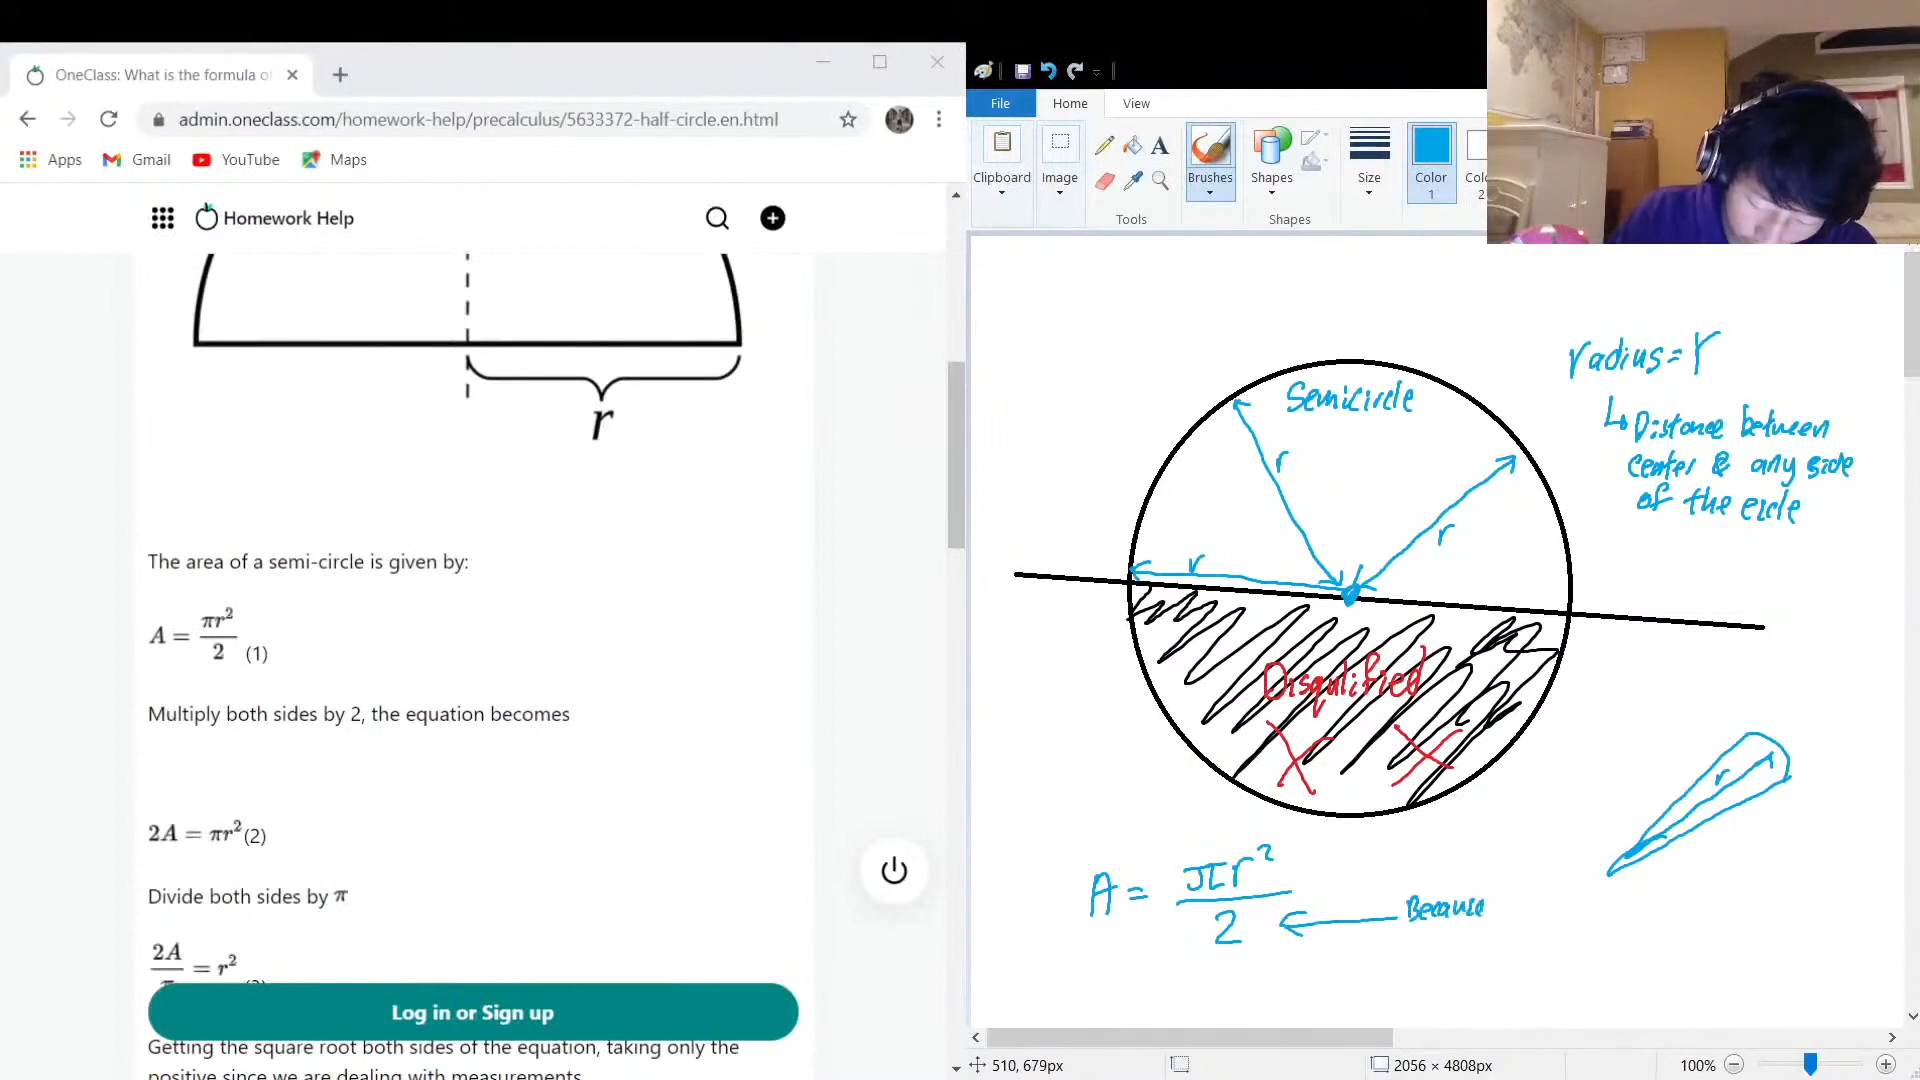 OneClass: What is the formula of
admin.oneclass.com/homework-help/precalculus/5633372-half-circle.en.html
Apps Gmail YouTube Maps
Homework Help
r
The area of a semi-circle is given by:
A = πr²/2 (1)
Multiply both sides by 2, the equation becomes
2A = πr²(2)
Divide both sides by π
2A/π = r²
Log in or Sign up
Getting the square root both sides of the equation, taking only the
positive since we are dealing with measurements
File Home View
Clipboard Image Brushes Shapes Size Color
1 2
Tools Shapes
radius = r
↳ Distance between
center & any side
of the circle
Semicircle
r
r
r
Disqulified
r
A = πr²/2 ← Because
510, 679px 2056 × 4808px 100%